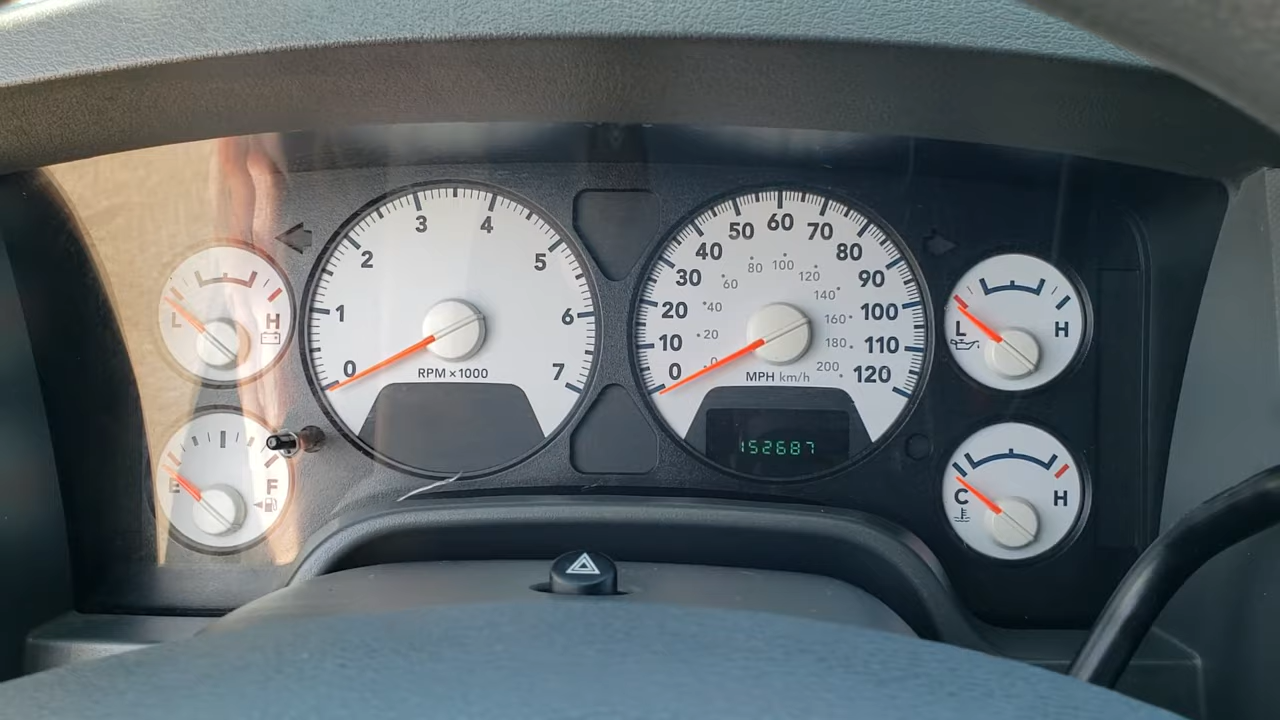 L H
E F
0 1 2 3 4 5 6 7
RPM x 1000
0 10 20 30 40 50 60 70 80 90 100 110 120
0 20 40 60 80 100 120 140 160 180 200
MPH km/h
152687
L H
C H